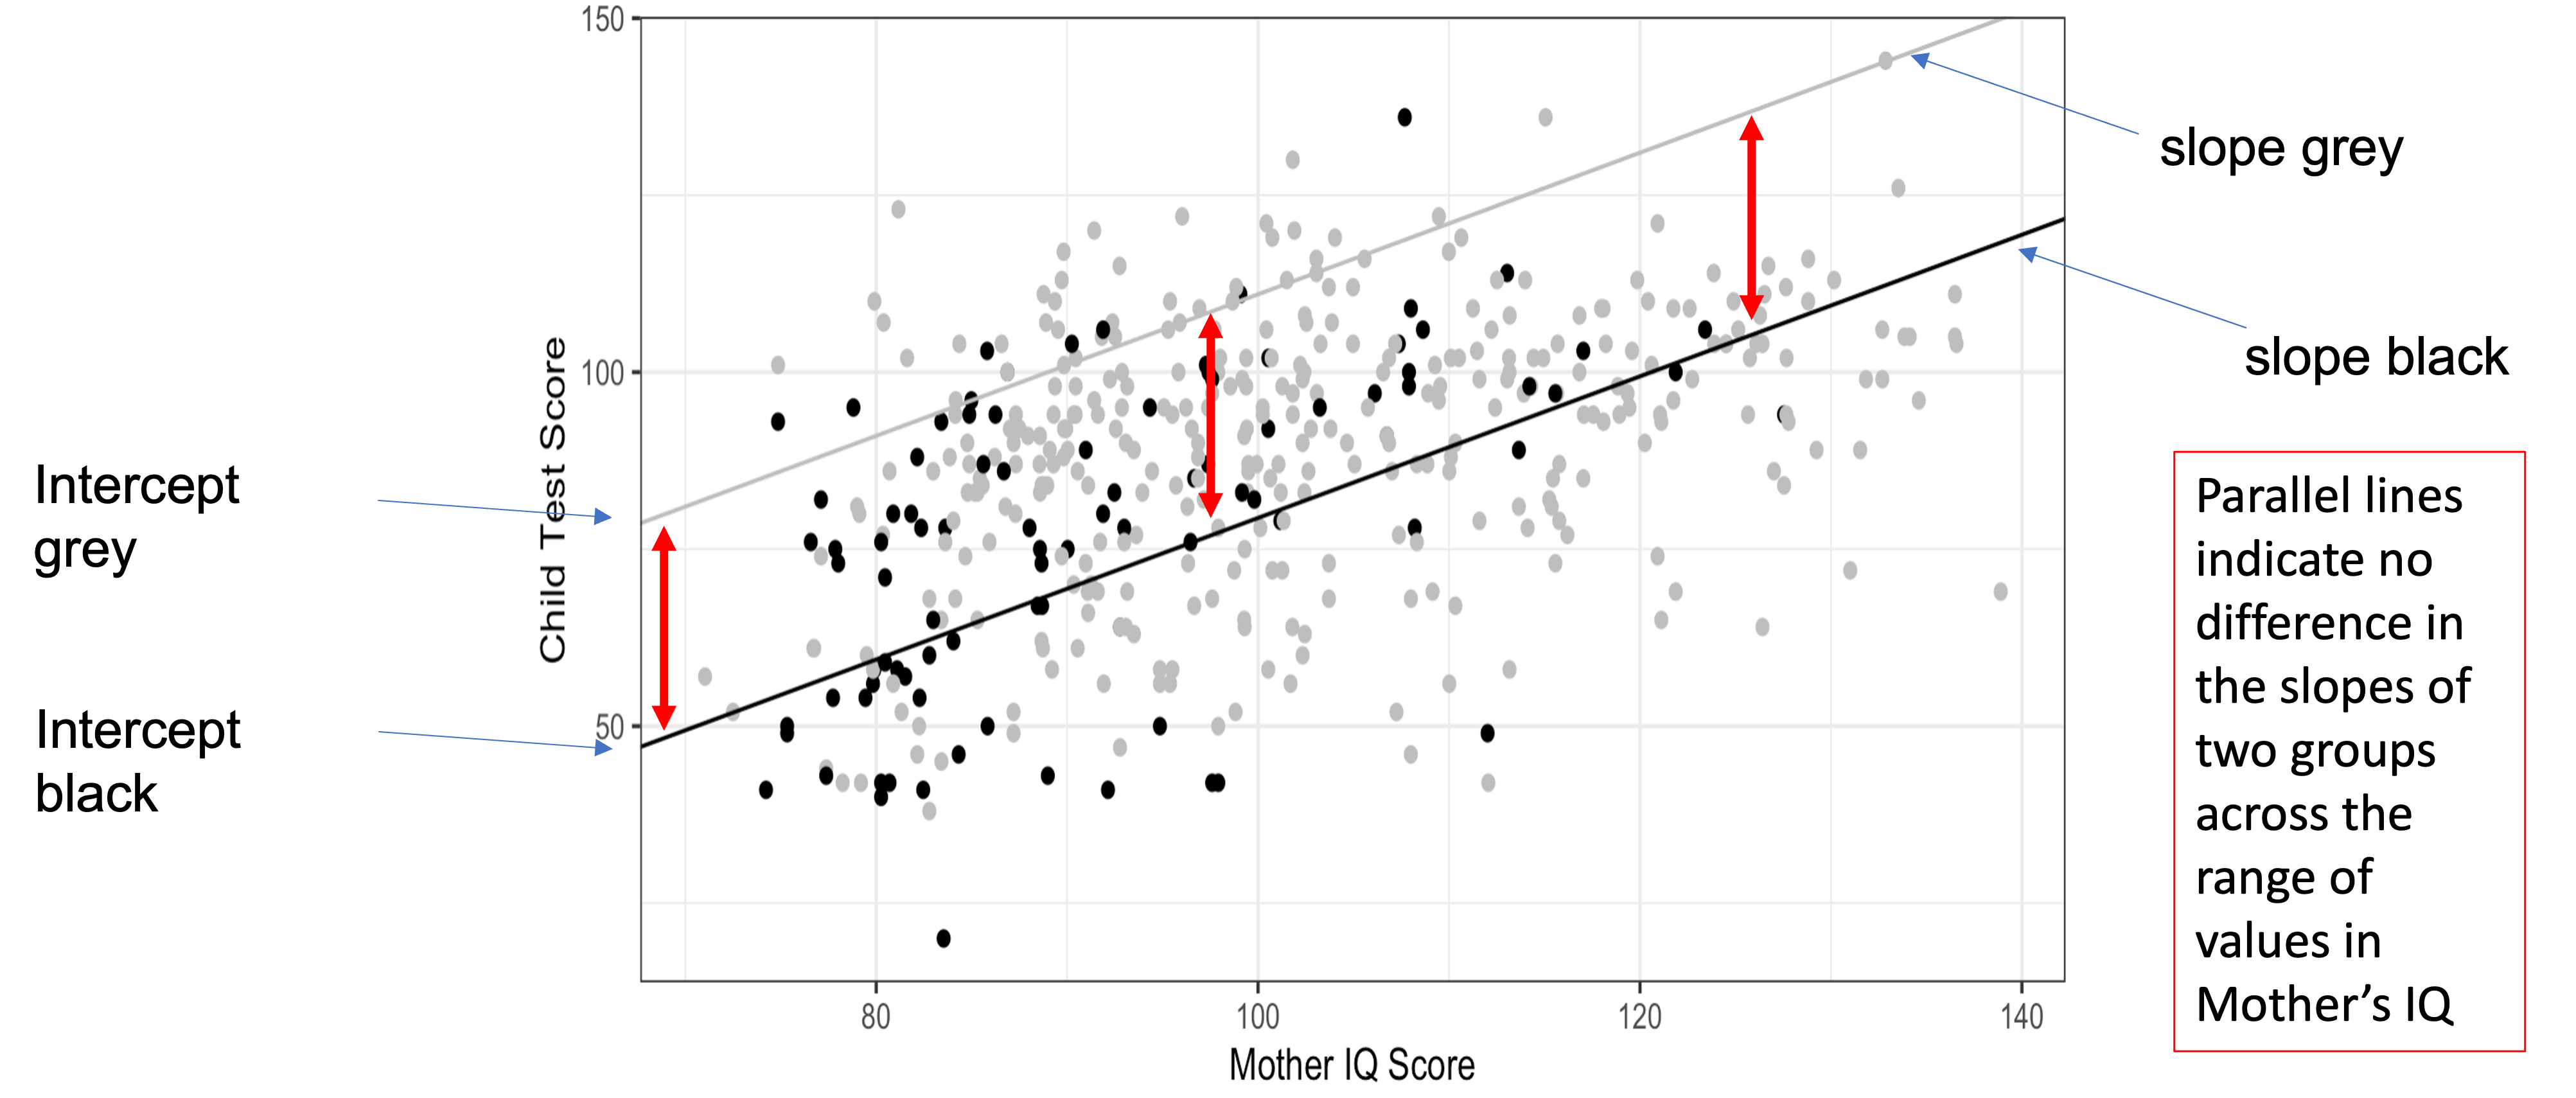 150
100
50
80
100
120
140
Child Test Score
Mother IQ Score
Intercept
grey
Intercept
black
slope grey
slope black
Parallel lines
indicate no
difference in
the slopes of
two groups
across the
range of
values in
Mother’s IQ